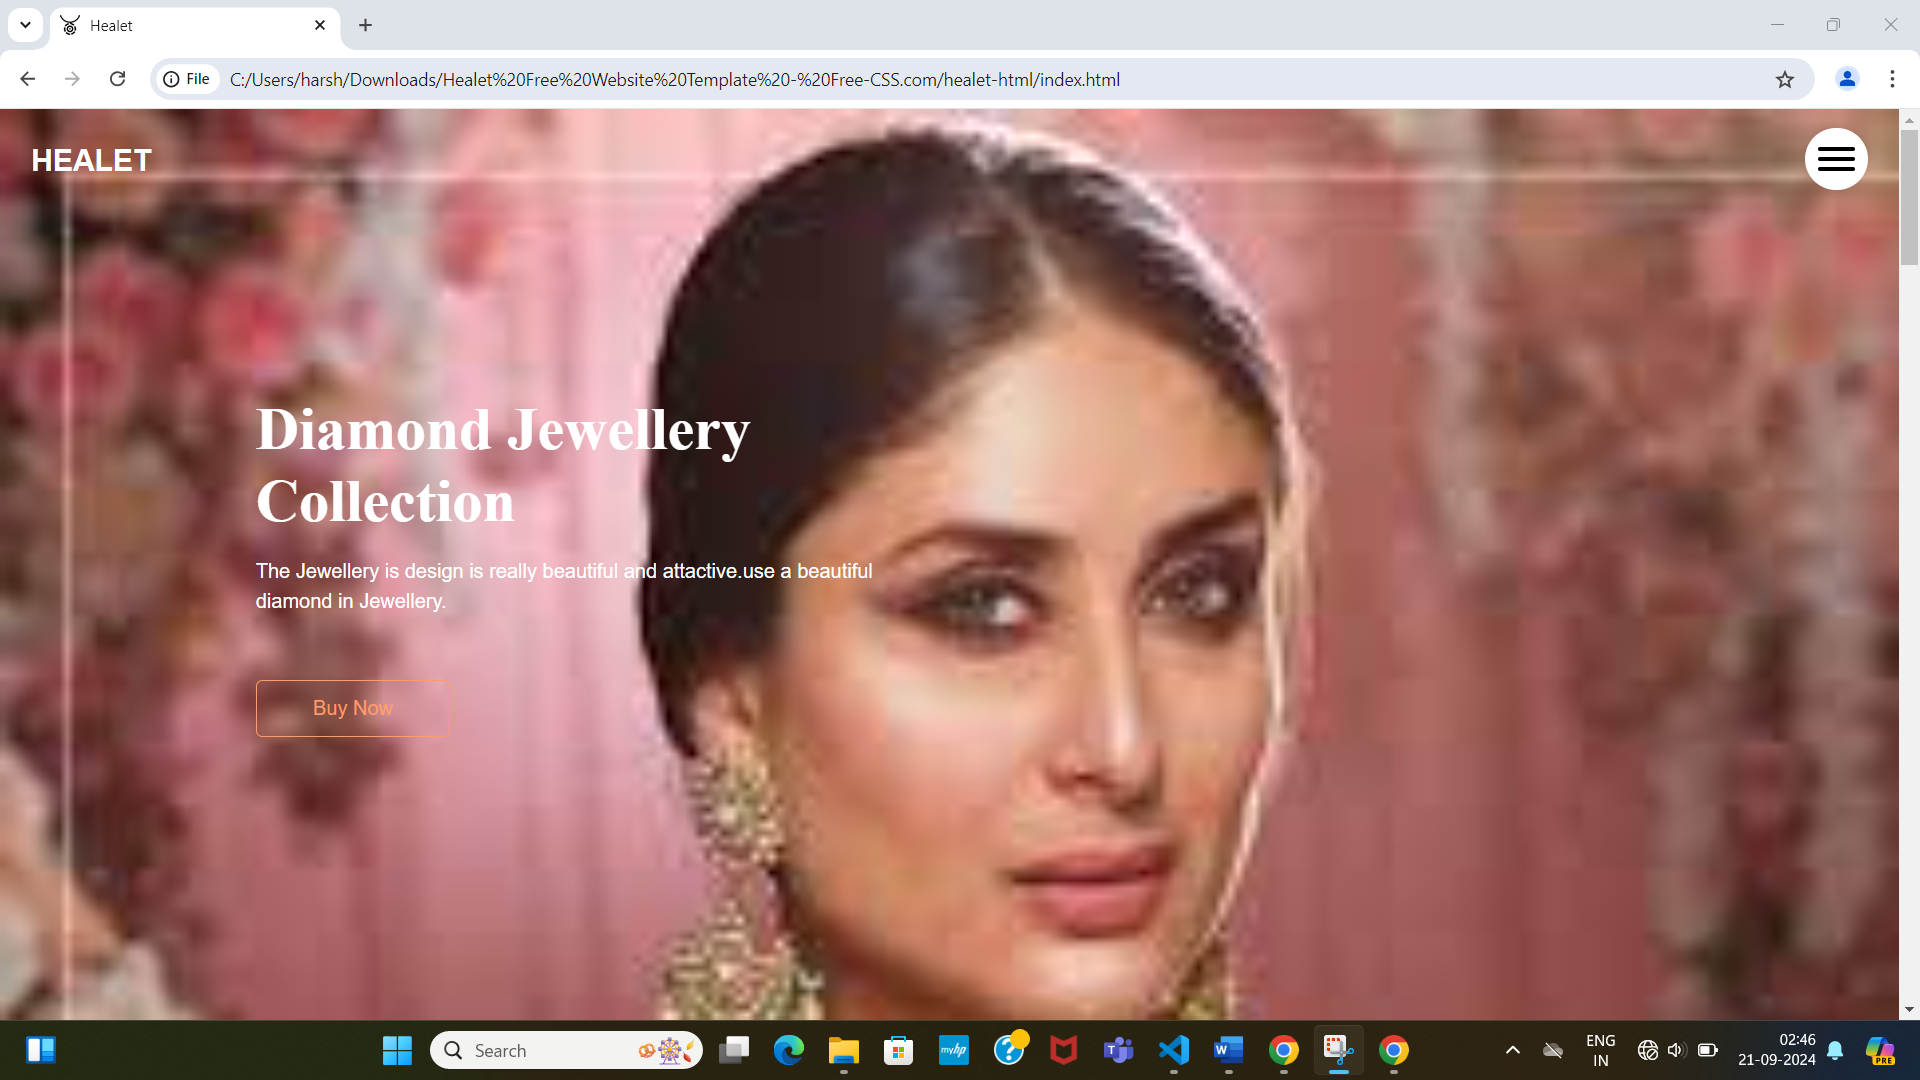 Healet
File
C:/Users/harsh/Downloads/Healet%20Free%20Website%20Template%20-%20Free-CSS.com/healet-html/index.html
HEALET
Diamond Jewellery
Collection
The Jewellery is design is really beautiful and attactive.use a beautiful
diamond in Jewellery.
Buy Now
Search
myhp
ENG
IN
02:46
21-09-2024
PRE